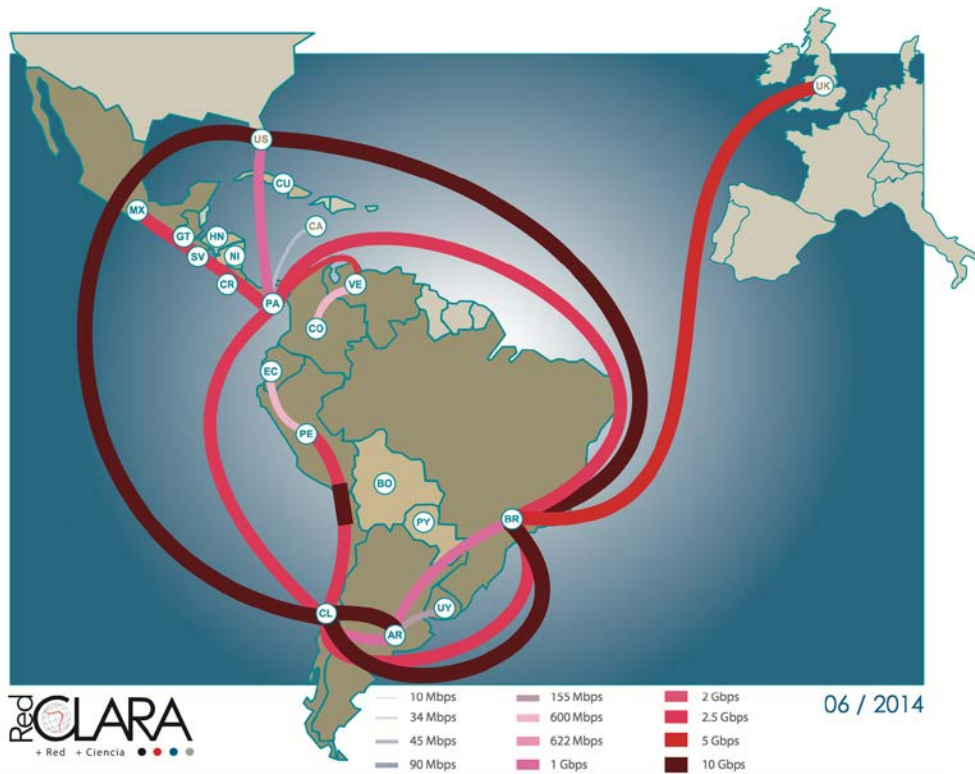 US
UK
CU
MX
CA
GT
HN
SV
NI
CR
VE
PA
CO
EC
PE
BO
BR
PY
CL
UY
AR
Red
CLARA
+ Red + Ciencia
10 Mbps
34 Mbps
45 Mbps
90 Mbps
155 Mbps
600 Mbps
622 Mbps
1 Gbps
2 Gbps
2.5 Gbps
5 Gbps
10 Gbps
06 / 2014